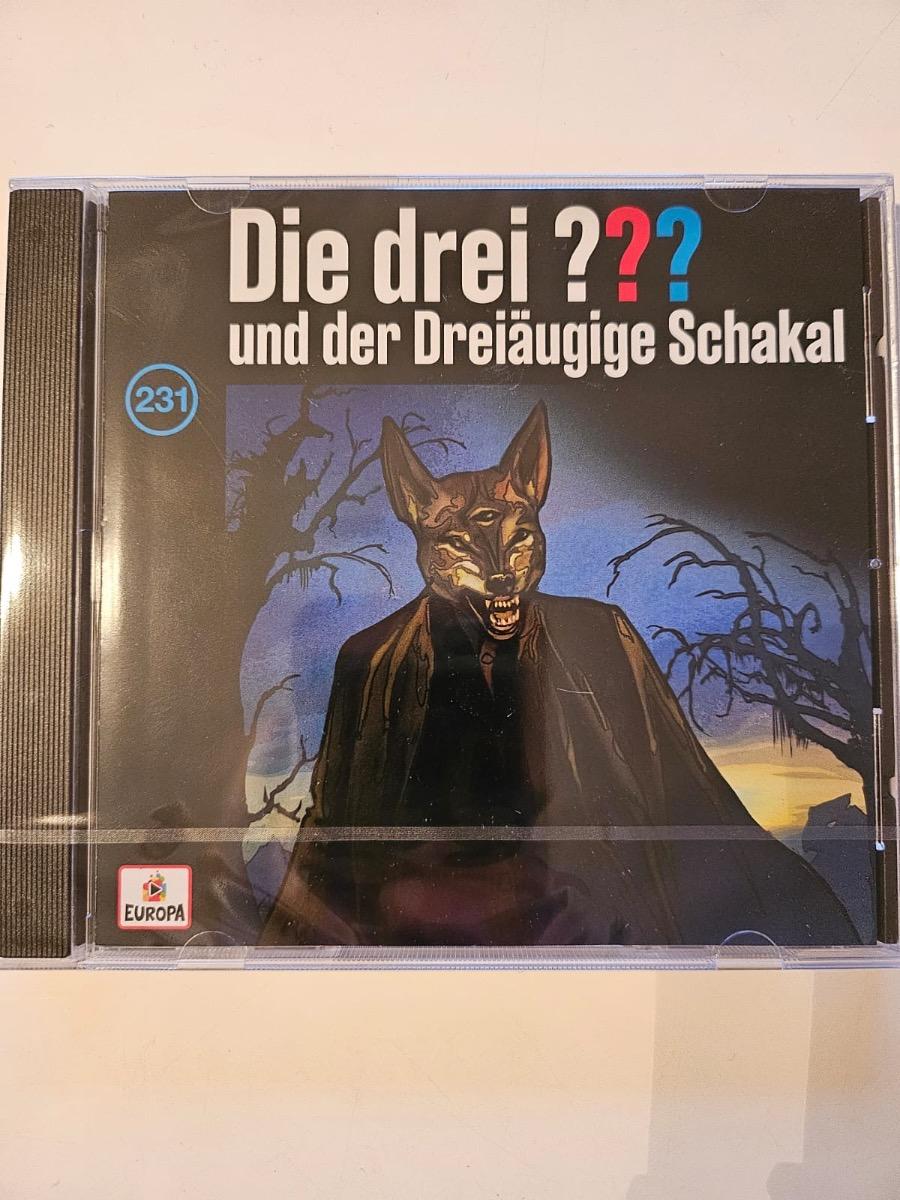 Die drei ???
und der Dreiäugige Schakal
231
EUROPA